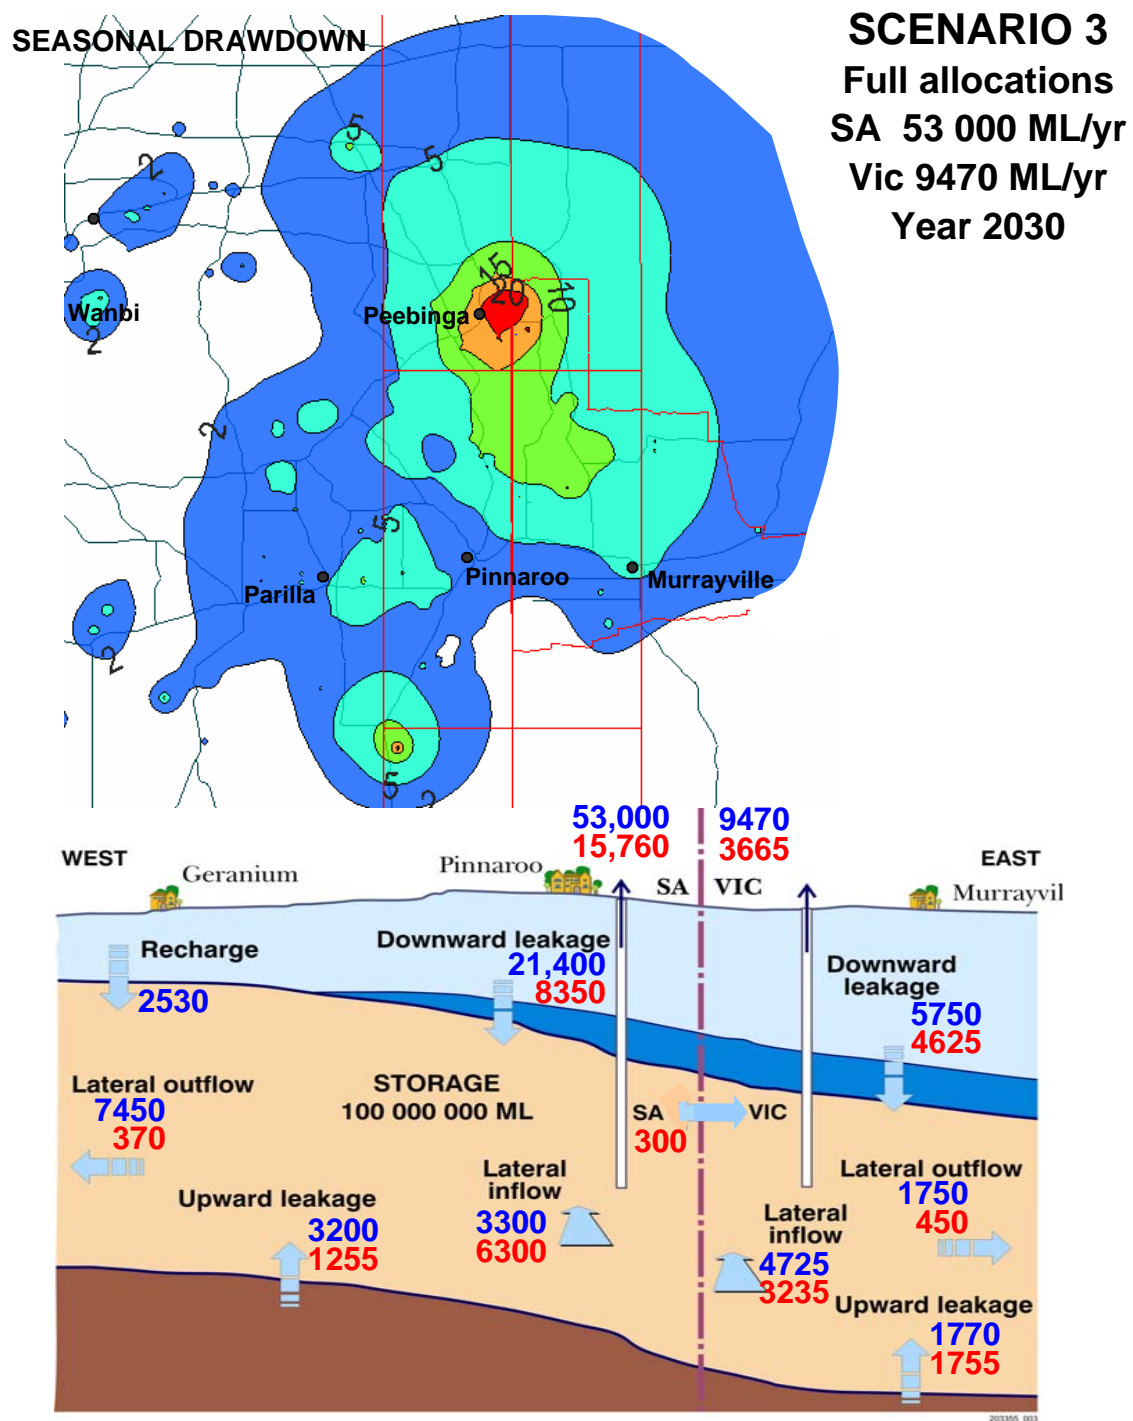 SEASONAL DRAWDOWN
SCENARIO 3
Full allocations
SA 53 000 ML/yr
Vic 9470 ML/yr
Year 2030
5
5
2
15
20
10
Peebinga
Wanbi
2
2
5
Pinnaroo
Parilla
Murrayville
2
5
2
53,000
15,760
9470
3665
WEST
Geranium
Pinnaroo
SA
VIC
EAST
Murrayvil
Recharge
2530
Downward leakage
21,400
8350
Downward
leakage
5750
4625
Lateral outflow
7450
370
STORAGE
100 000 000 ML
SA
VIC
300
Upward leakage
3200
1255
Lateral
inflow
3300
6300
Lateral outflow
1750
450
Lateral
inflow
4725
3235
Upward leakage
1770
1755
203355_003